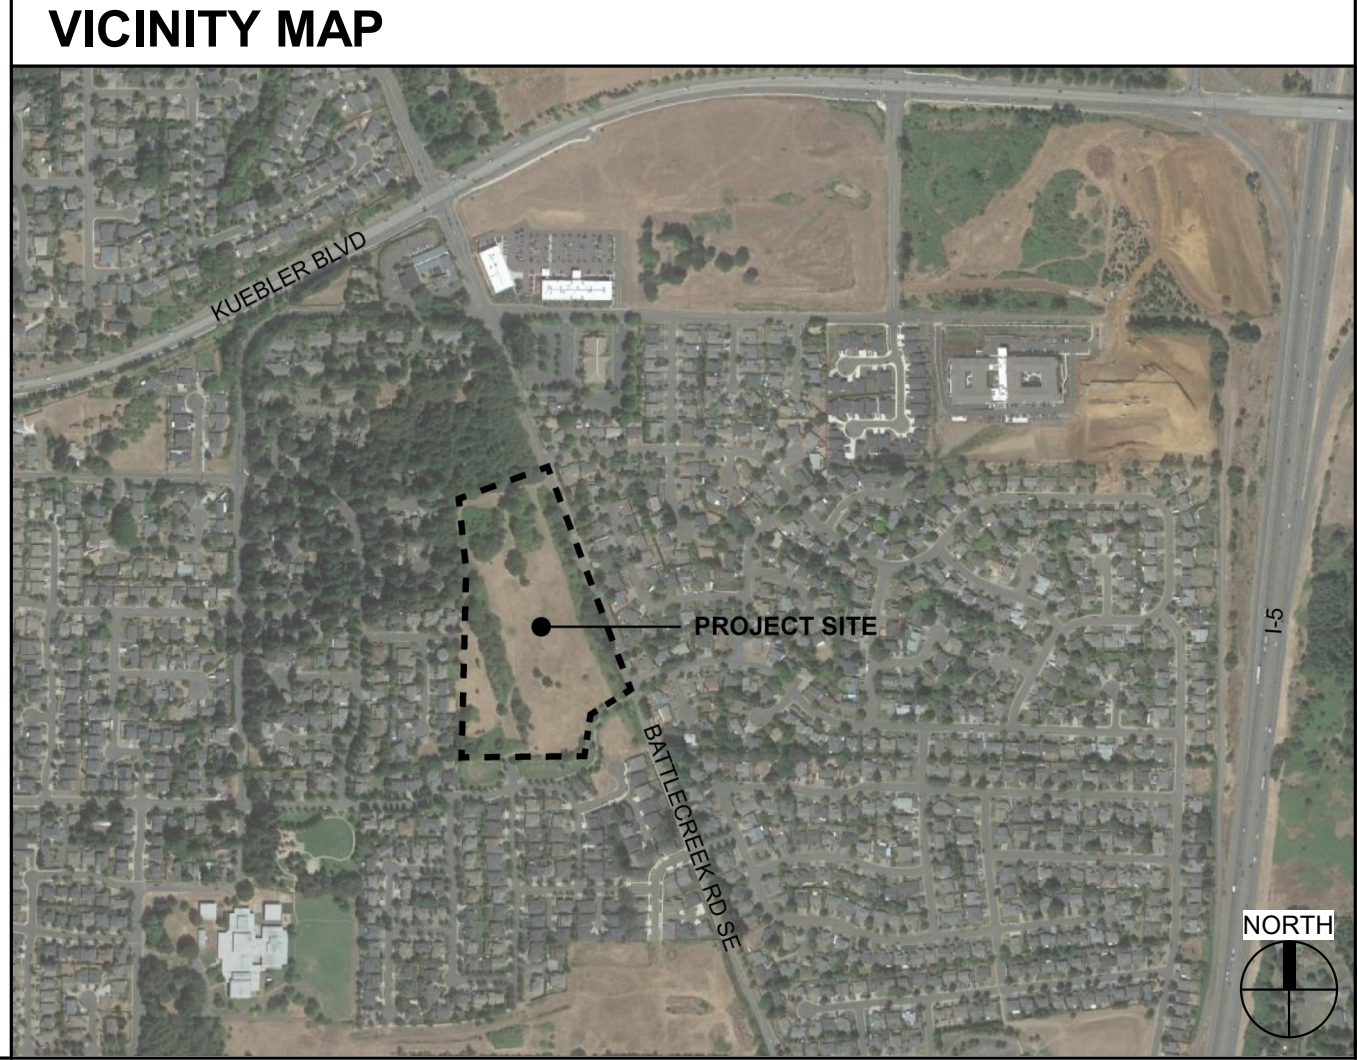 VICINITY MAP
KUEBLER BLVD
PROJECT SITE
I-5
BATTLECREEK RD SE
NORTH